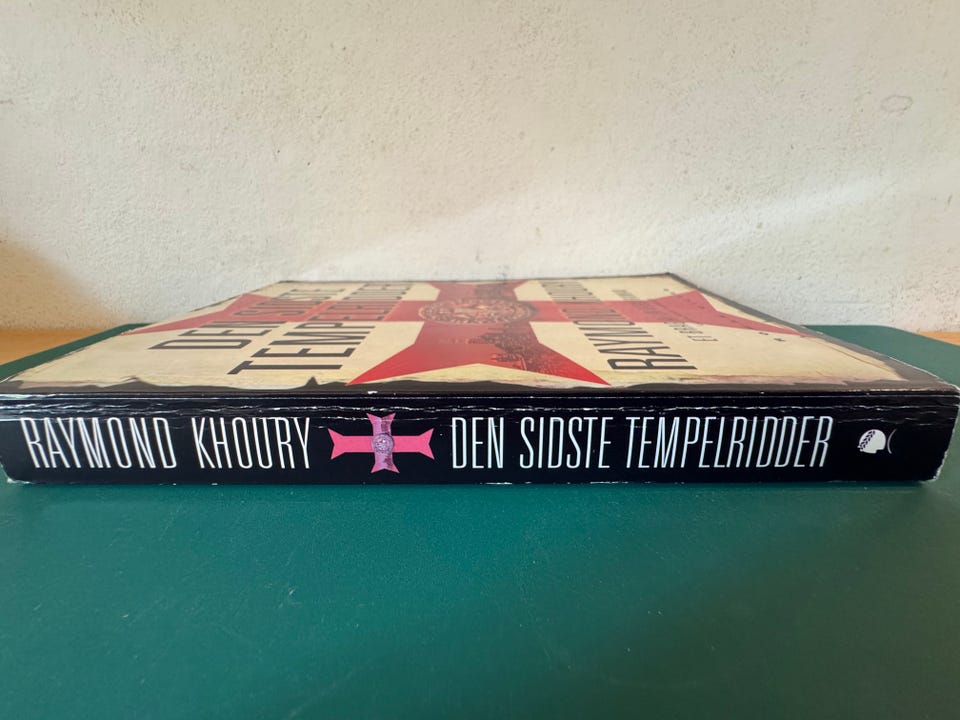 DEN SIDSTE
TEMPELRIDDER
RAYMOND KHOURY
RAYMOND KHOURY DEN SIDSTE TEMPELRIDDER